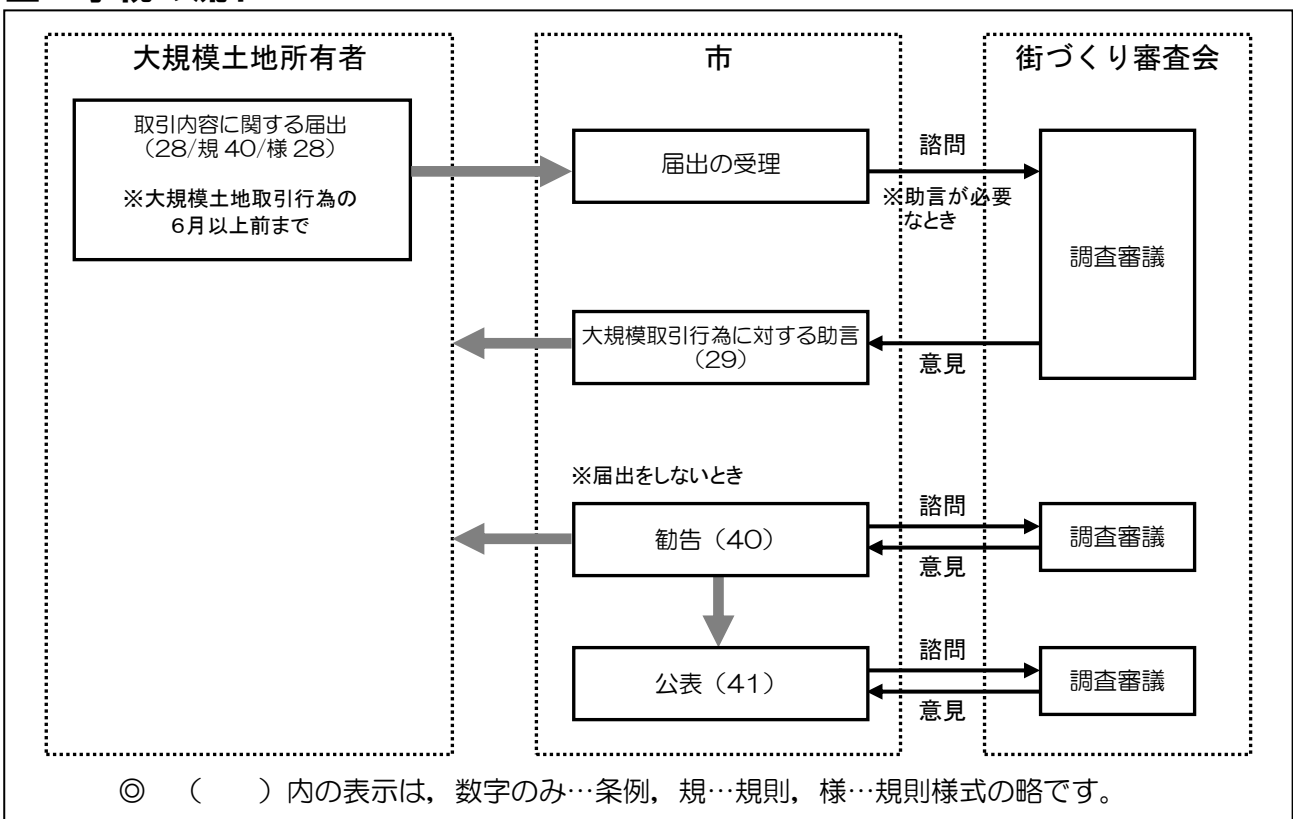 大規模土地所有者
市
街づくり審査会
取引内容に関する届出
（28/規40/様28）
※大規模土地取引行為の
6月以上前まで
届出の受理
諮問
※助言が必要
なとき
調査審議
大規模取引行為に対する助言
（29）
意見
※届出をしないとき
勧告（40）
諮問
意見
調査審議
公表（41）
諮問
意見
調査審議
◎　（　　）内の表示は，数字のみ…条例，規…規則，様…規則様式の略です。